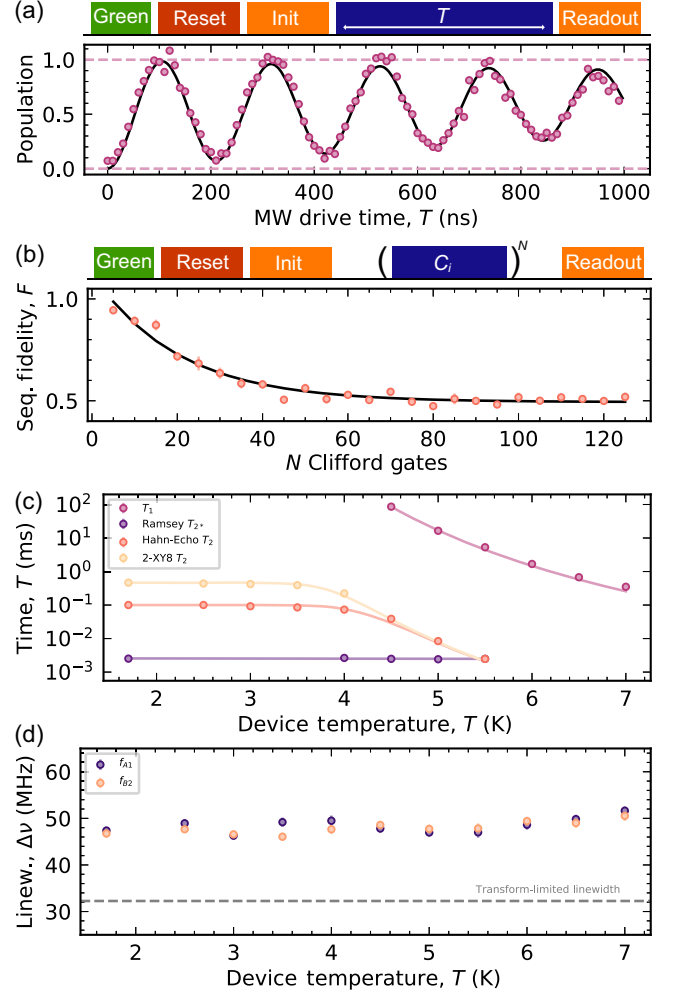 (a)
Green Reset Init T Readout
Population
1.0
0.5
0.0
0 200 400 600 800 1000
MW drive time, T (ns)
(b)
Green Reset Init ( C_i )^N Readout
Seq. fidelity, F
1.0
0.5
0 20 40 60 80 100 120
N Clifford gates
(c)
Time, T (ms)
10^2
10^1
10^0
10^−1
10^−2
10^−3
T_1
Ramsey T_2*
Hahn-Echo T_2
2-XY8 T_2
2 3 4 5 6 7
Device temperature, T (K)
(d)
Linew., Δν (MHz)
60
50
40
30
f_A1
f_B2
Transform-limited linewidth
2 3 4 5 6 7
Device temperature, T (K)